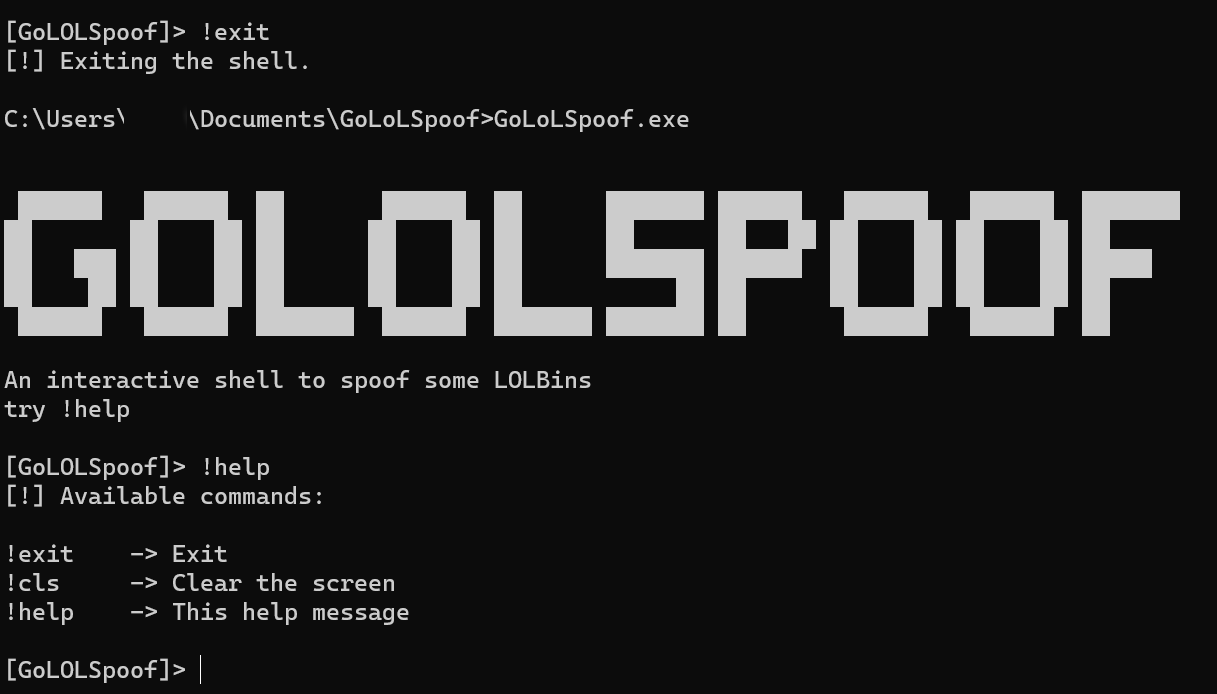 [GoLOLSpoof]> !exit
[!] Exiting the shell.
C:\Users\ \Documents\GoLoLSpoof>GoLoLSpoof.exe
GOLOLSPOOF
An interactive shell to spoof some LOLBins
try !help
[GoLOLSpoof]> !help
[!] Available commands:
!exit    -> Exit
!cls     -> Clear the screen
!help    -> This help message
[GoLOLSpoof]>